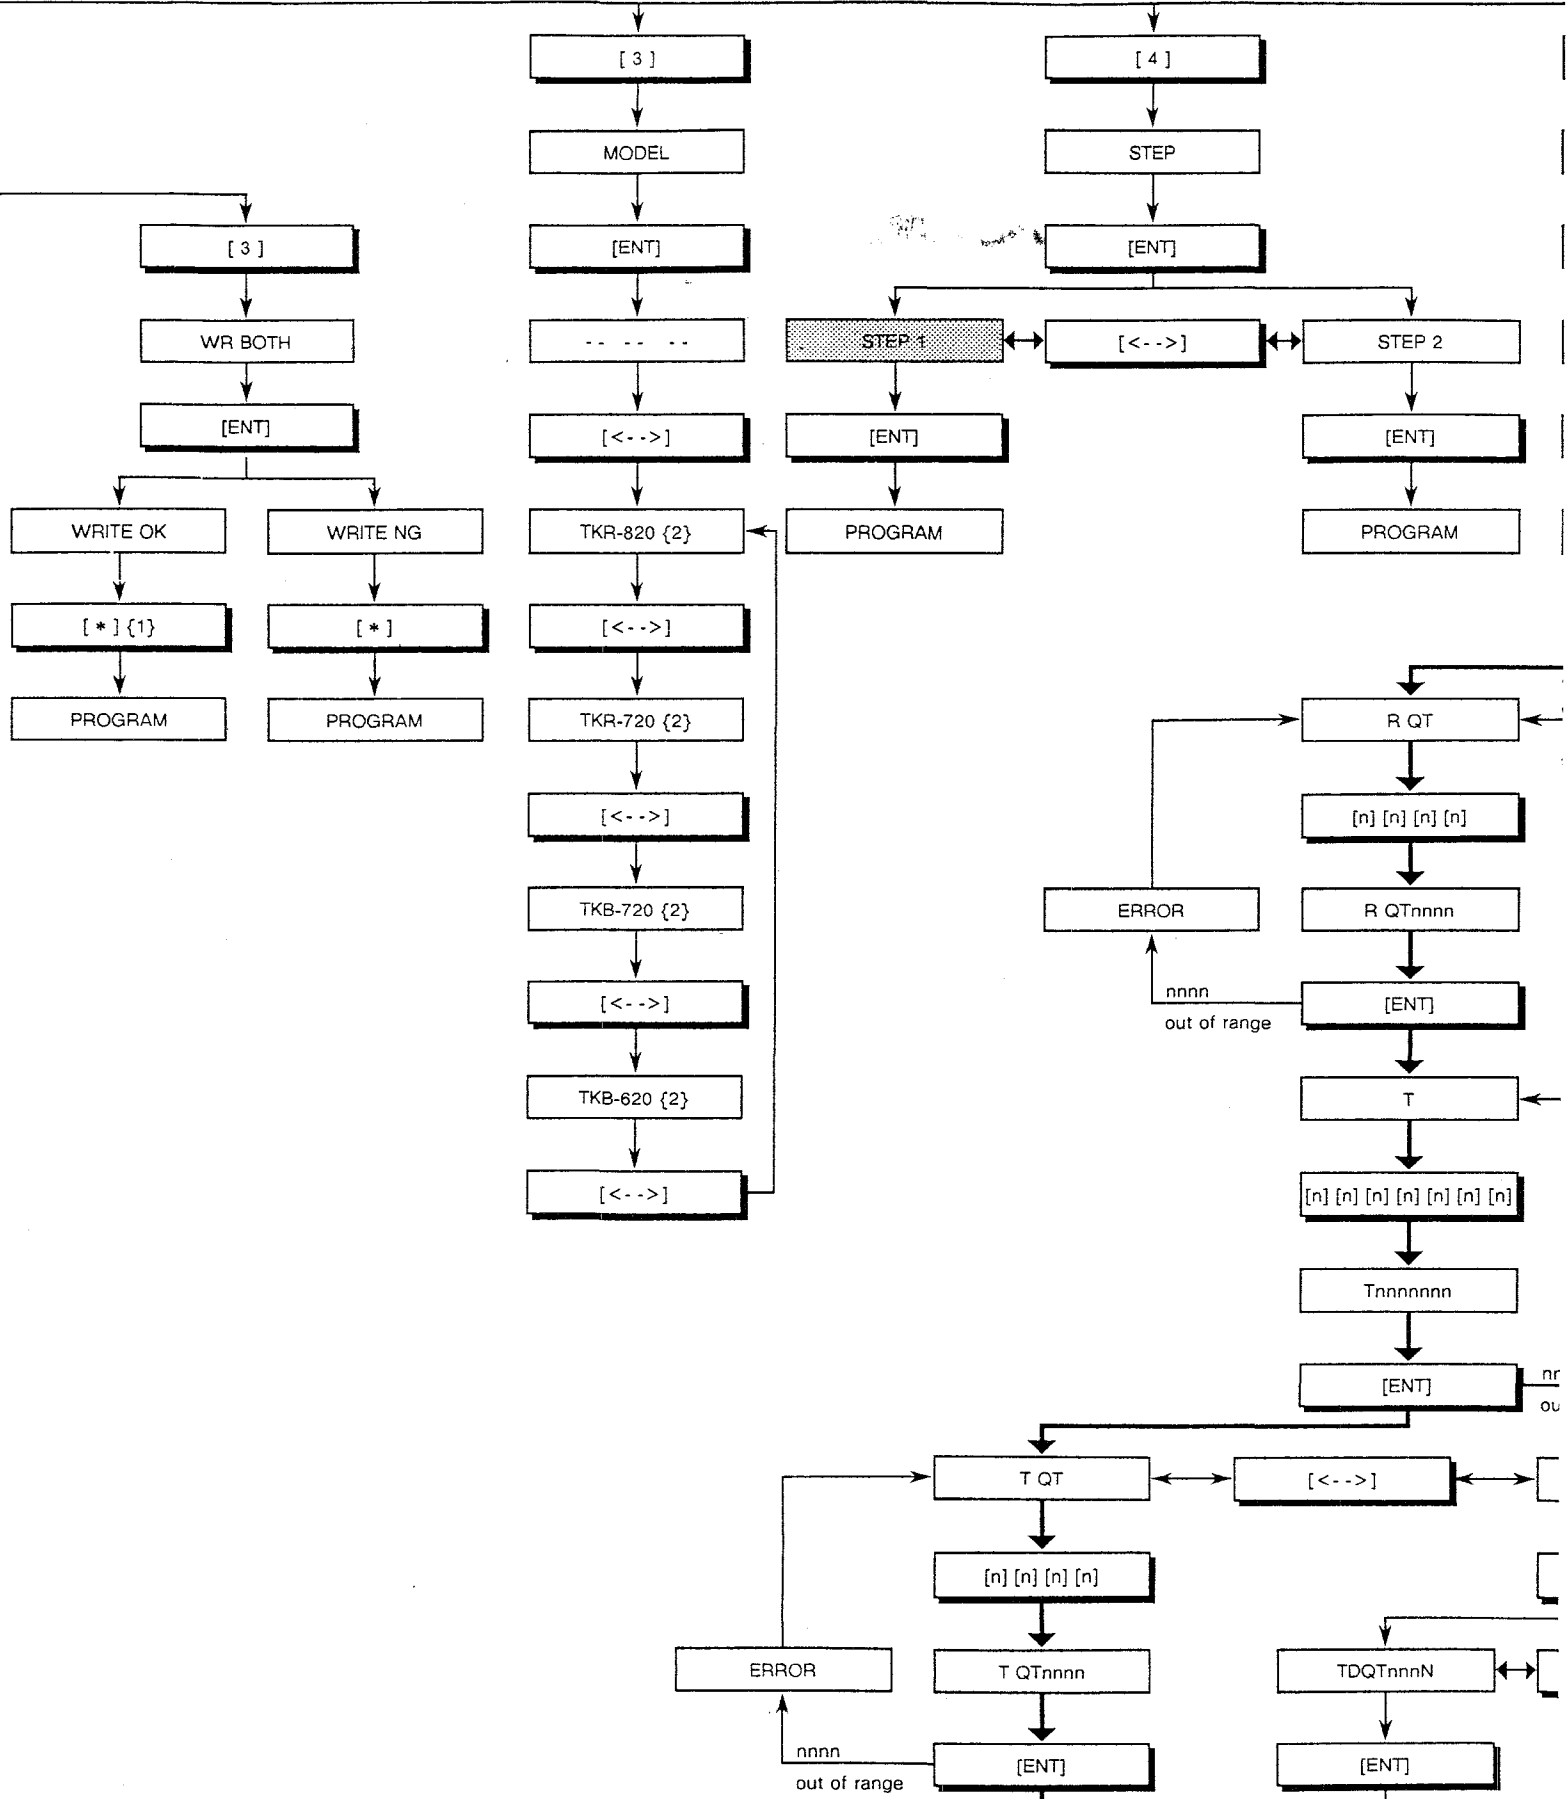 [ 3 ]
[ 4 ]
MODEL
STEP
[ 3 ]
[ENT]
[ENT]
WR BOTH
-- -- --
STEP 1
[<-->]
STEP 2
[ENT]
[<-->]
[ENT]
[ENT]
WRITE OK
WRITE NG
TKR-820 {2}
PROGRAM
PROGRAM
[ * ] {1}
[ * ]
[<-->]
PROGRAM
PROGRAM
TKR-720 {2}
R QT
[<-->]
[n] [n] [n] [n]
TKB-720 {2}
ERROR
R QTnnnn
[<-->]
nnnn
out of range
[ENT]
TKB-620 {2}
T
[<-->]
[n] [n] [n] [n] [n] [n] [n]
Tnnnnnnn
[ENT]
T QT
[<-->]
[n] [n] [n] [n]
ERROR
T QTnnnn
TDQTnnnN
nnnn
out of range
[ENT]
[ENT]